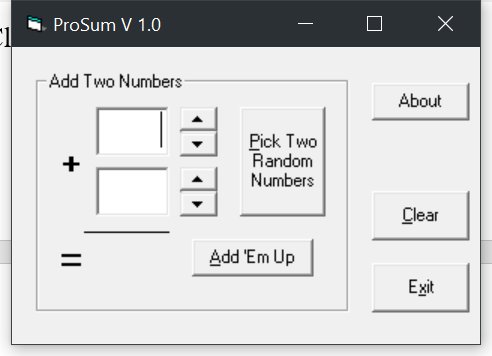 ProSum V 1.0
Add Two Numbers
+
=
Pick Two
Random
Numbers
Add 'Em Up
About
Clear
Exit